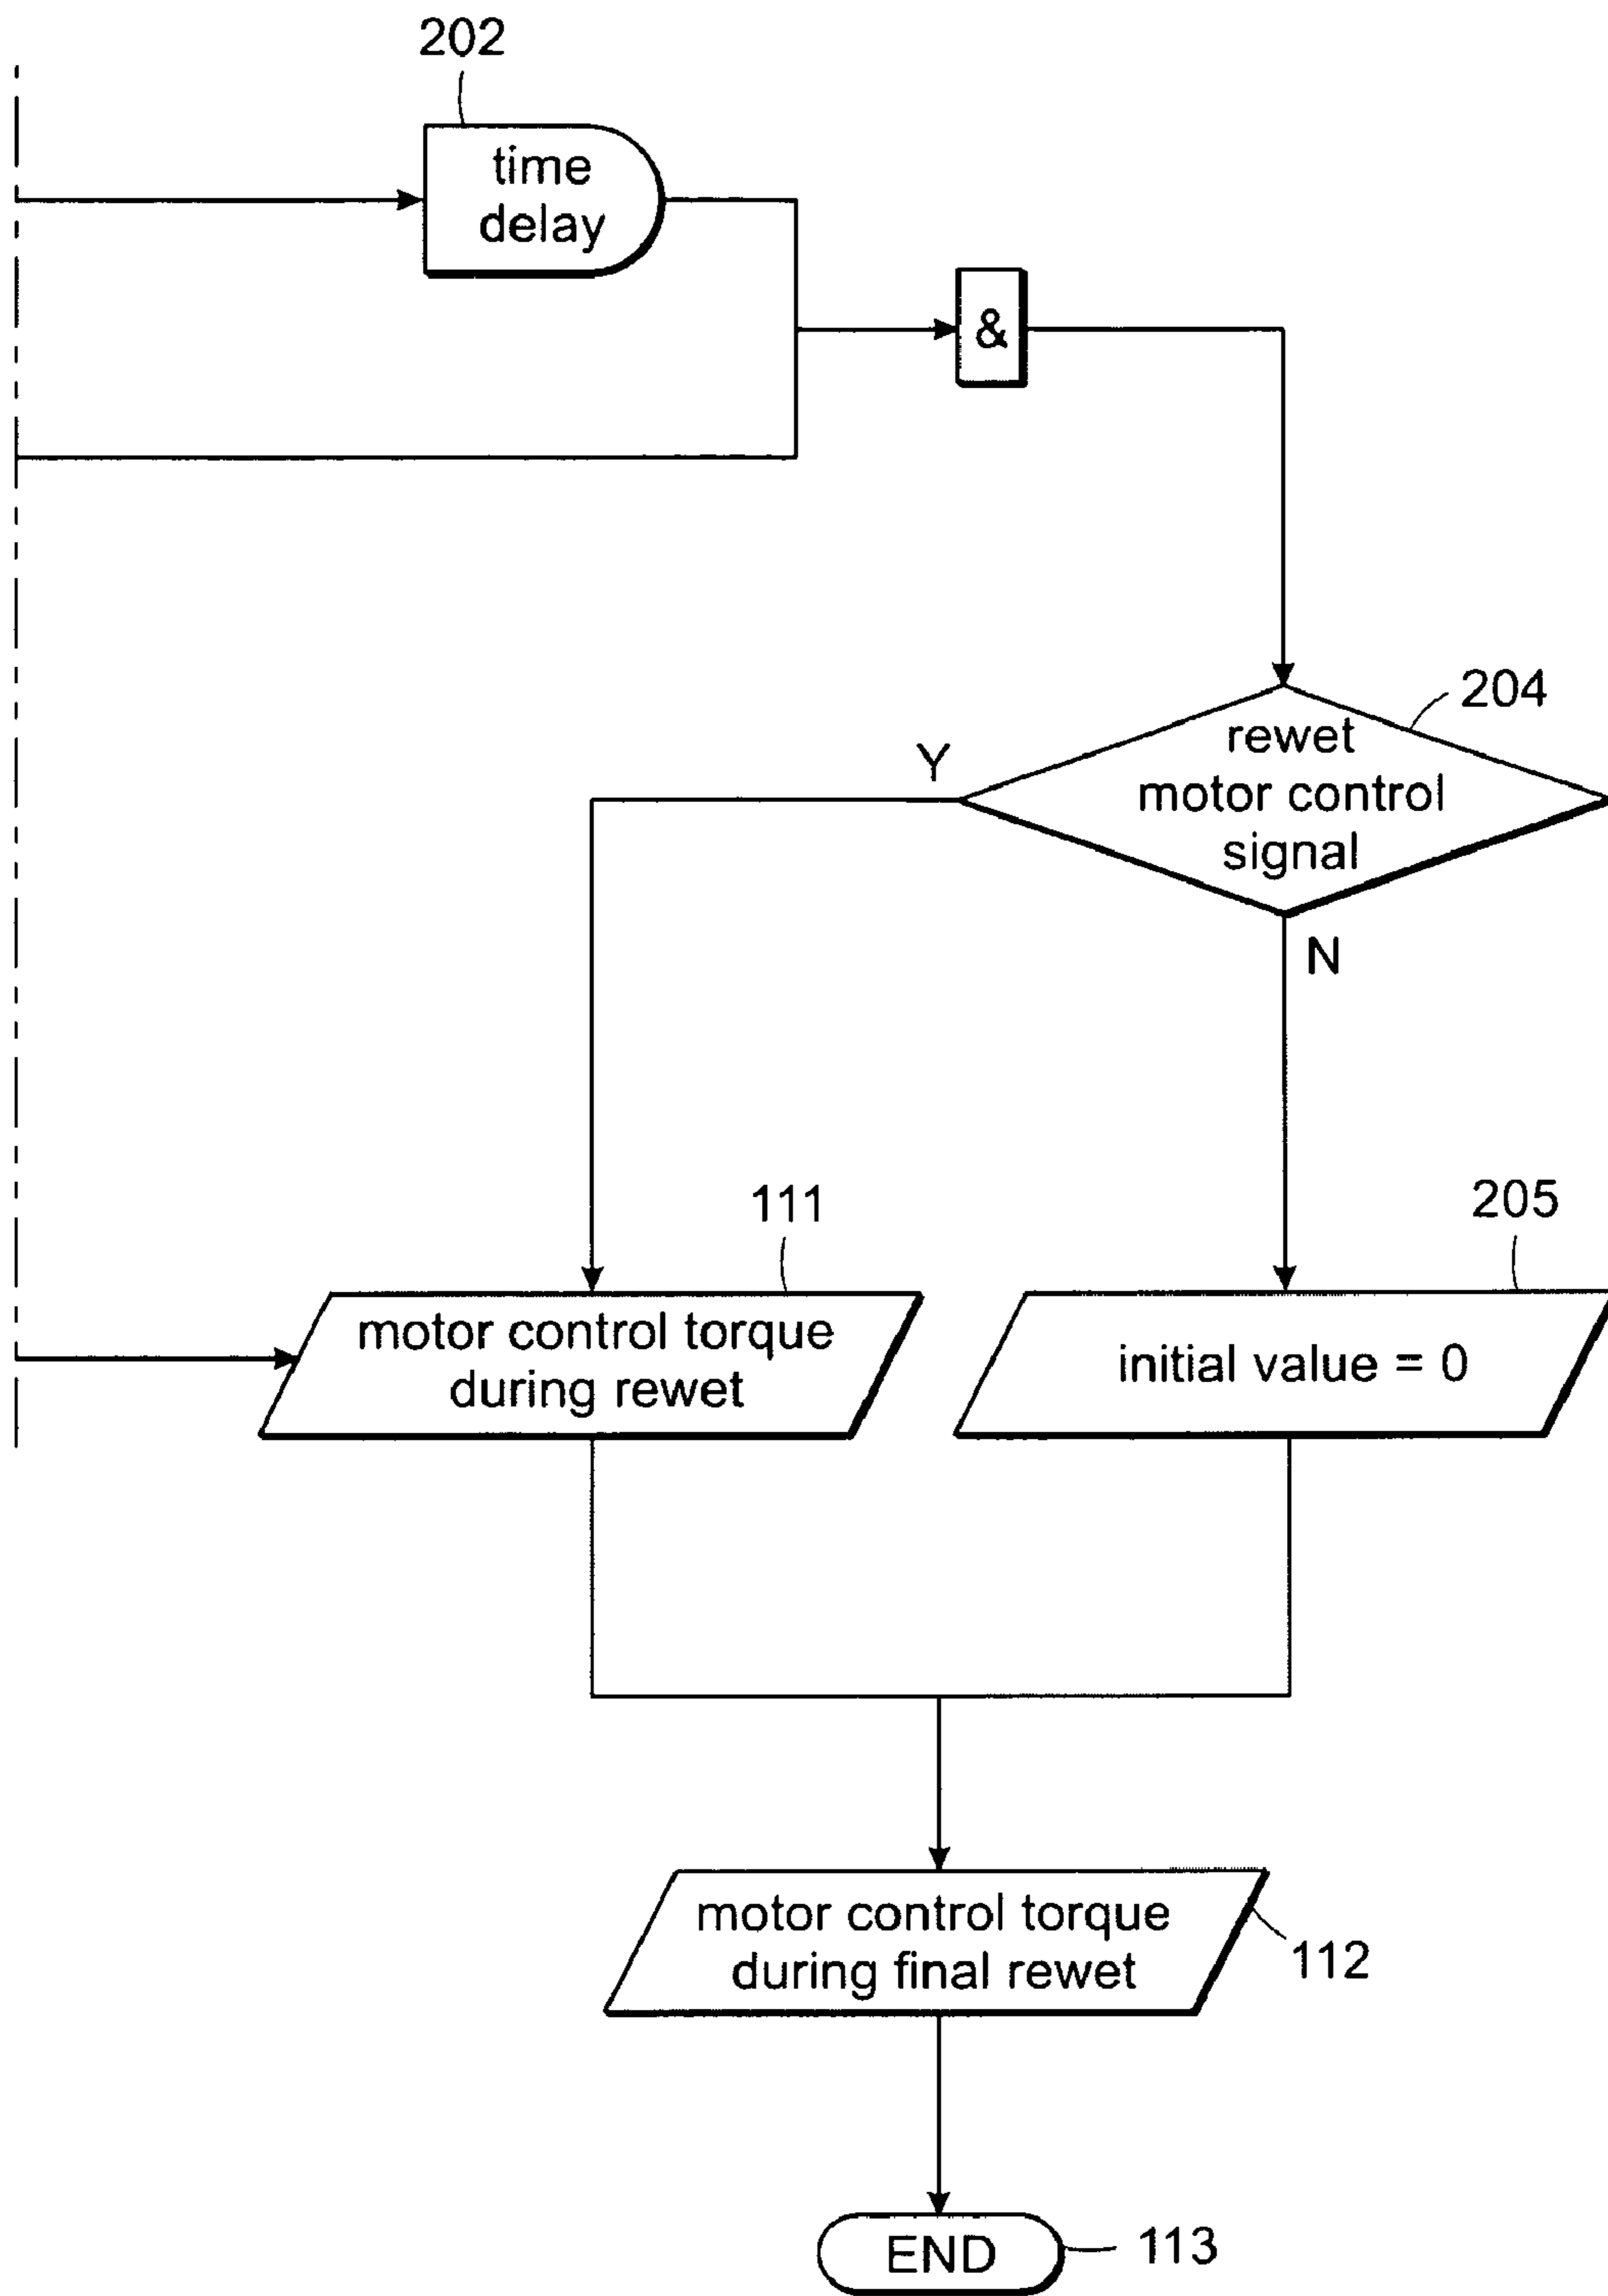 202
time
delay
&
204
rewet
motor control
signal
Y
N
111
205
motor control torque
during rewet
initial value = 0
motor control torque
during final rewet
112
END
113